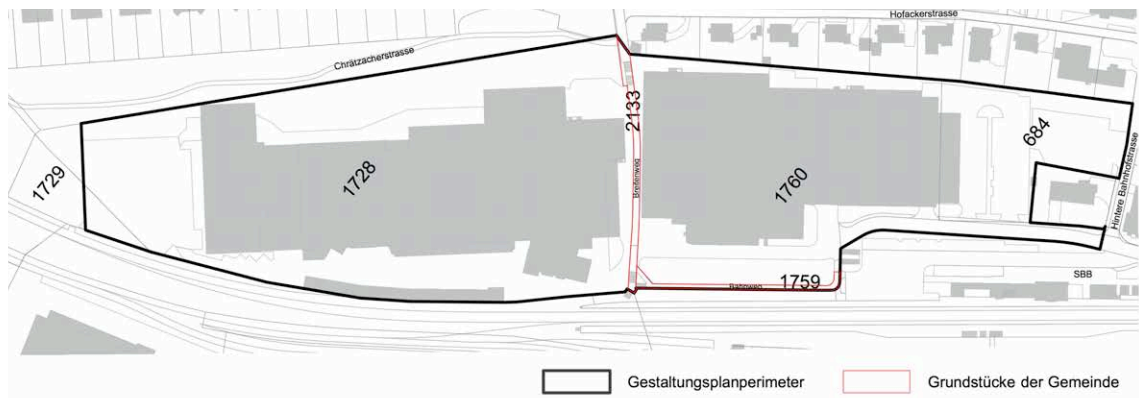 Hofackerstrasse
Chrätzacherstrasse
2133
684
1729
1728
1760
Breitenweg
Hintere Bahnhofstrasse
SBB
Bahnweg
1759
Gestaltungsplanperimeter
Grundstücke der Gemeinde